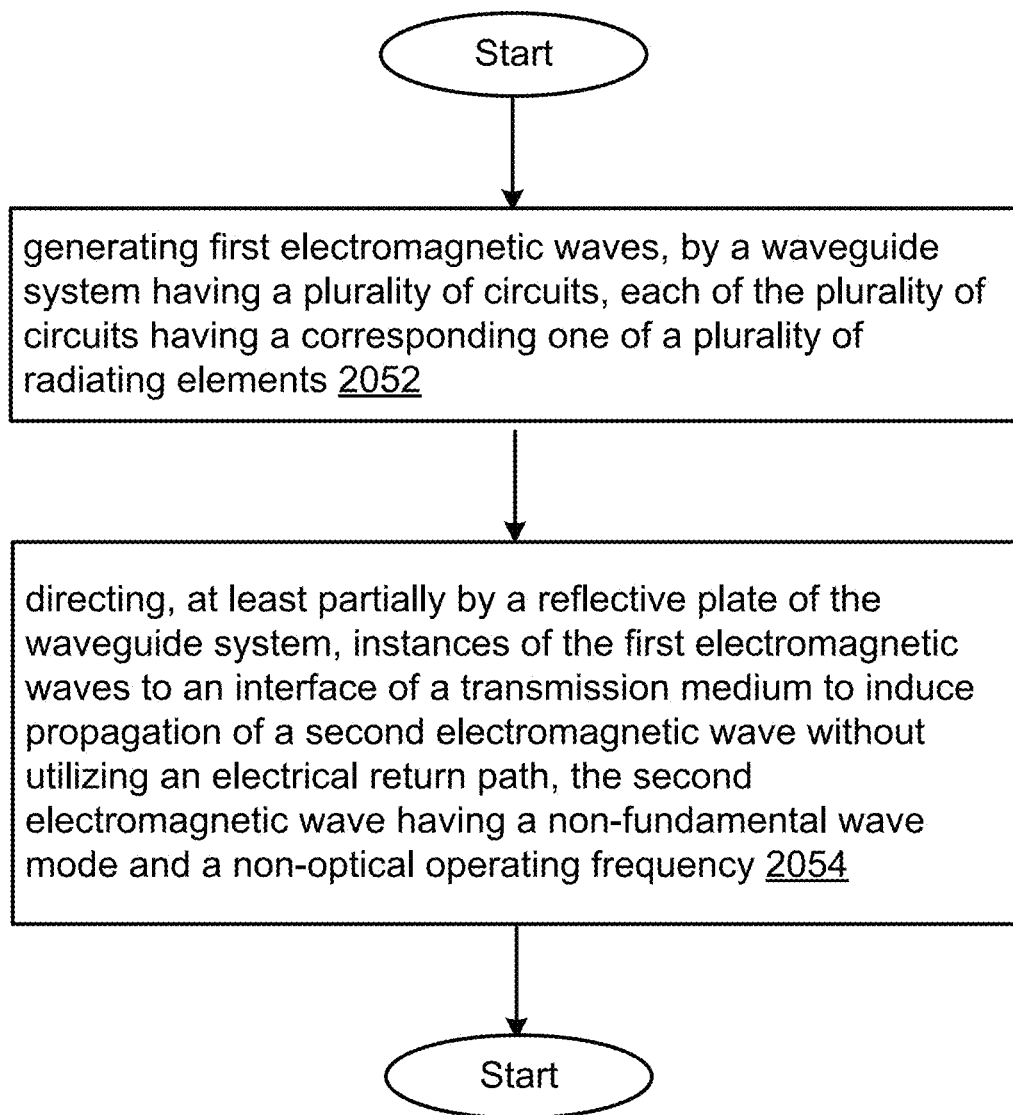 Start
generating first electromagnetic waves, by a waveguide
system having a plurality of circuits, each of the plurality of
circuits having a corresponding one of a plurality of
radiating elements 2052
directing, at least partially by a reflective plate of the
waveguide system, instances of the first electromagnetic
waves to an interface of a transmission medium to induce
propagation of a second electromagnetic wave without
utilizing an electrical return path, the second
electromagnetic wave having a non-fundamental wave
mode and a non-optical operating frequency 2054
Start